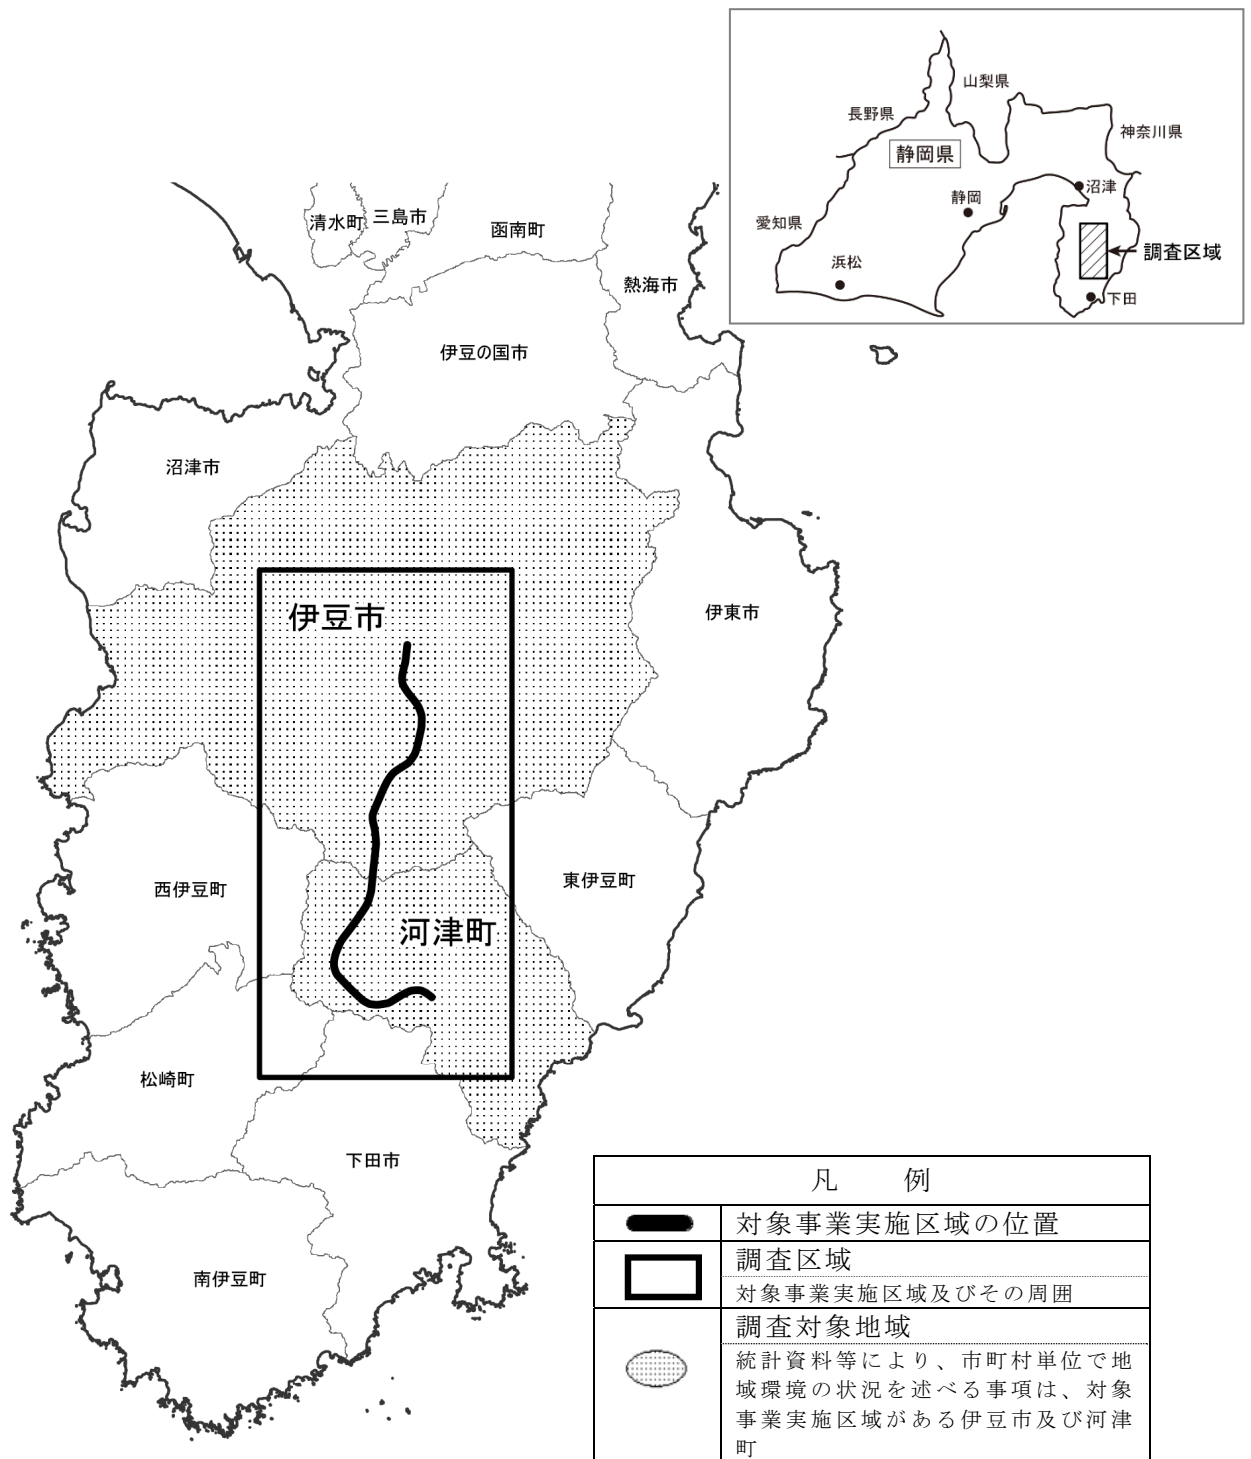 山梨県
長野県
神奈川県
静岡県
沼津
静岡
愛知県
調査区域
浜松
下田
清水町
三島市
函南町
熱海市
伊豆の国市
沼津市
伊豆市
伊東市
西伊豆町
東伊豆町
河津町
松崎町
下田市
南伊豆町
凡 例
対象事業実施区域の位置
調査区域
対象事業実施区域及びその周囲
調査対象地域
統計資料等により、市町村単位で地
域環境の状況を述べる事項は、対象
事業実施区域がある伊豆市及び河津
町